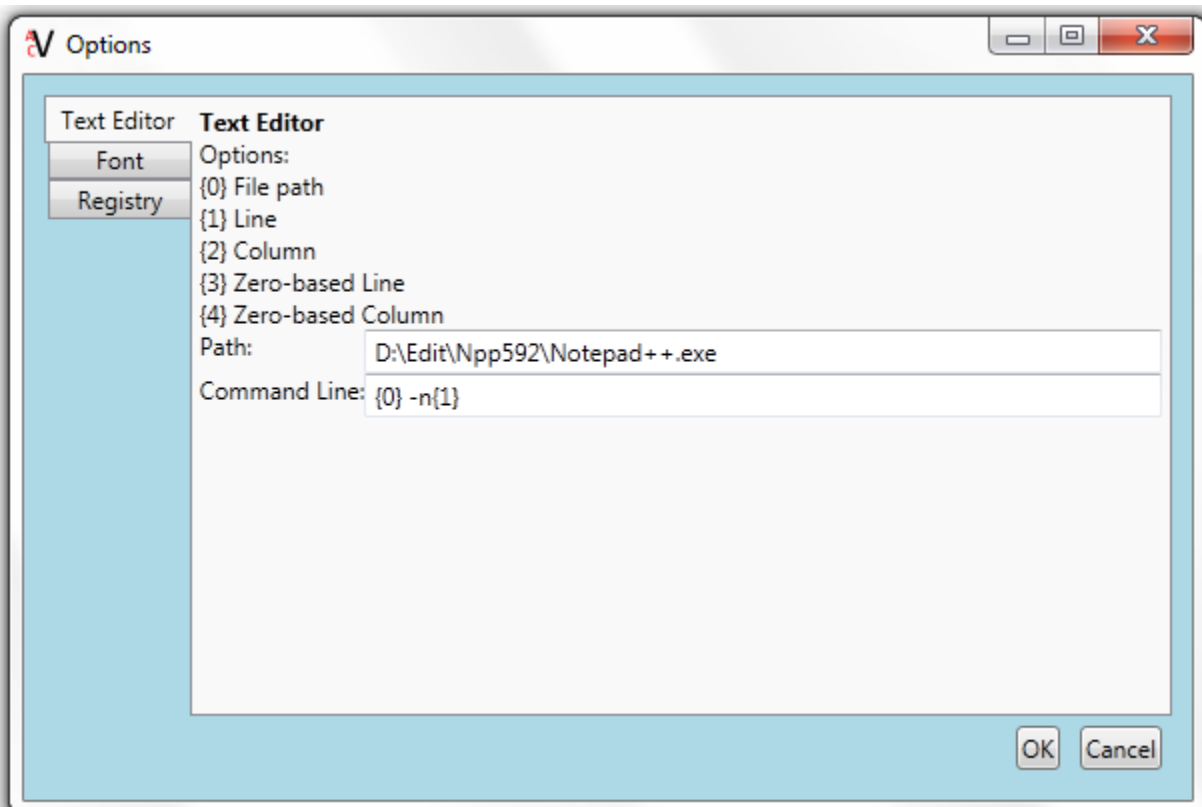 Options
Text Editor
Font
Registry
Text Editor
Options:
{0} File path
{1} Line
{2} Column
{3} Zero-based Line
{4} Zero-based Column
Path: D:\Edit\Npp592\Notepad++.exe
Command Line: {0} -n{1}
OK Cancel